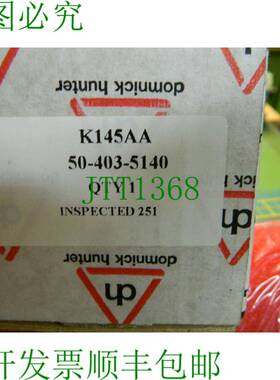 图必究
domnick hunter
domnick
hunter
K145AA
50-403-5140
QTY 1
JTT1368
INSPECTED 251
dh
开发票顺丰包邮